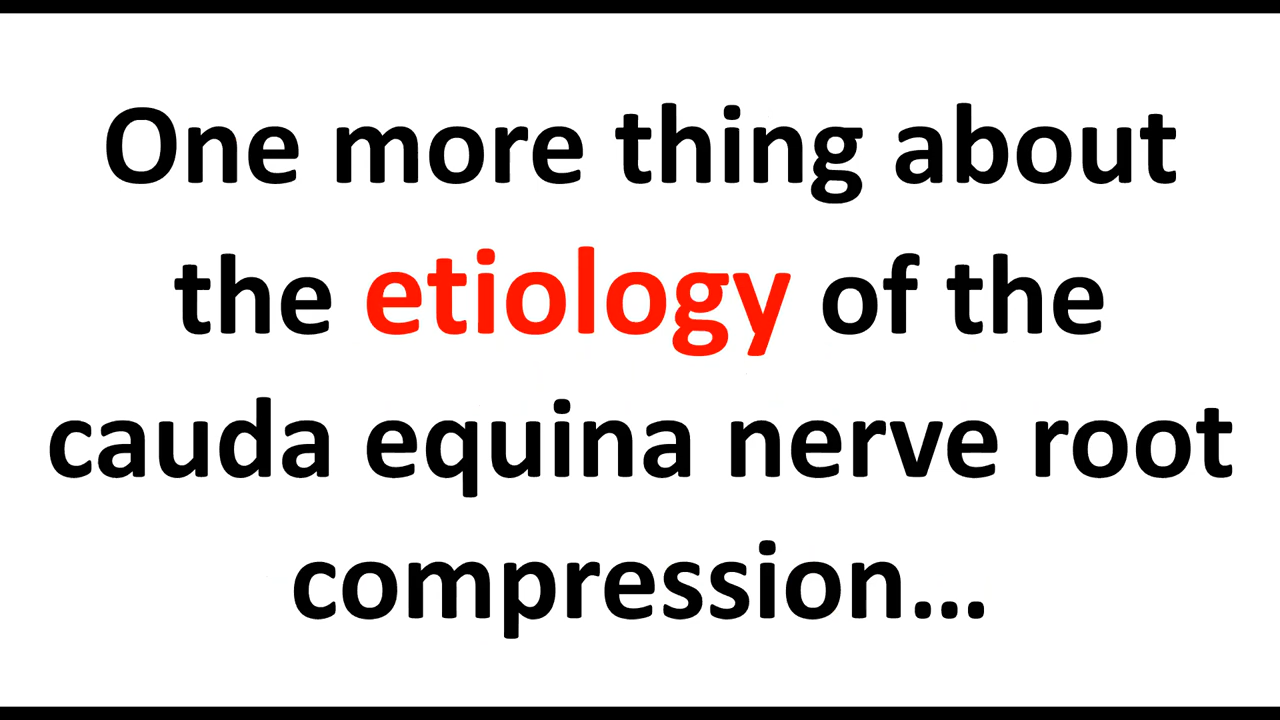 One more thing about
the etiology of the
cauda equina nerve root
compression...